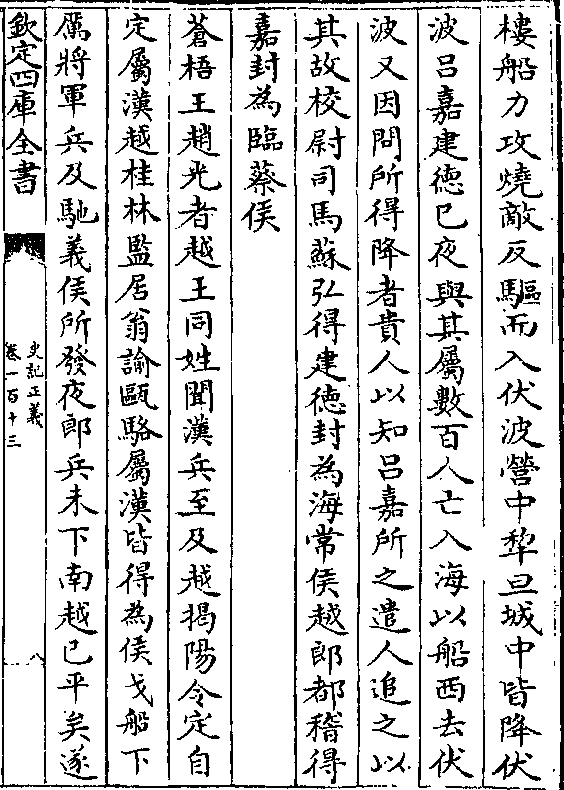 樓船力攻燒敵反驅而入伏波營中犂旦城中皆降伏
波吕嘉建德已夜與其屬數百人亡入海以船西去伏
波又因問所得降者貴人以知吕嘉所之遣人追之以
其故校尉司馬蘇弘得建徳封為海常侯越郎都稽得
嘉封為臨蔡侯
蒼梧王趙光者越王同姓聞漢兵至及越揭陽令定自
定屬漢越桂林監居翁諭甌駱屬漢皆得為侯戈船下
厲將軍兵及馳義侯所發夜郎兵未下南越已平矣遂
欽定四庫全書
史記正義
卷一百十三
八